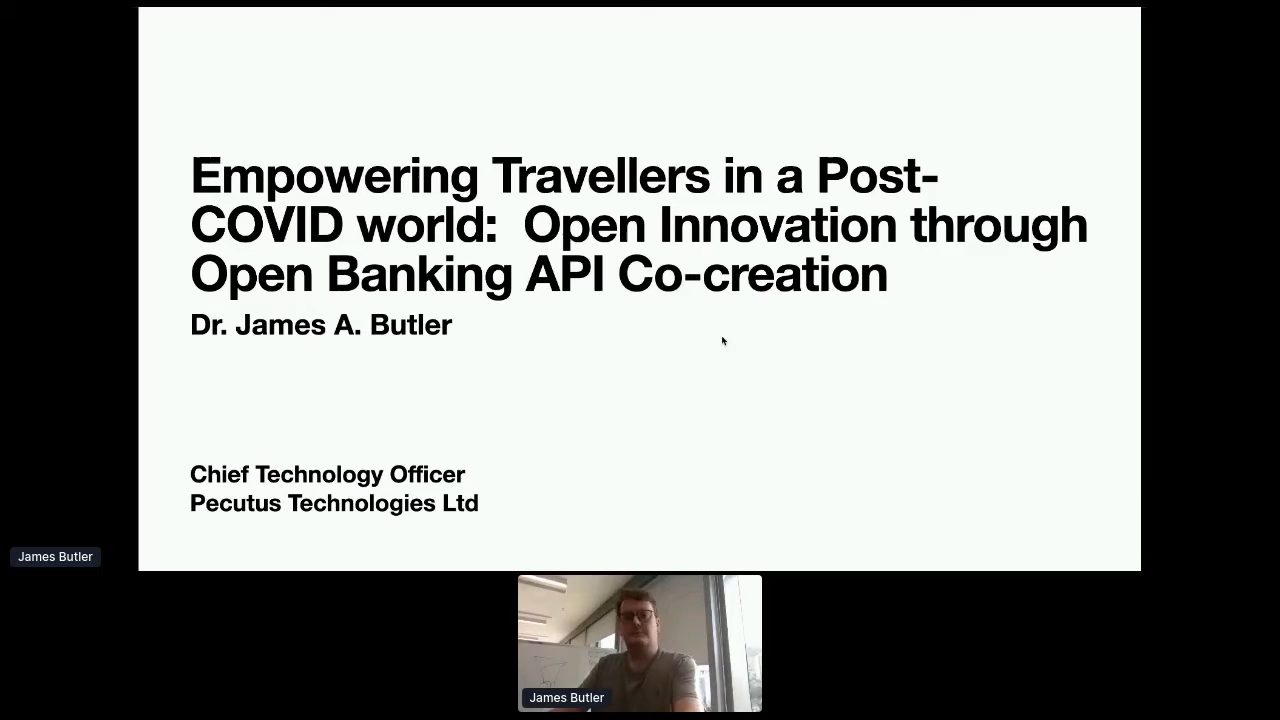 Empowering Travellers in a Post-
COVID world:  Open Innovation through
Open Banking API Co-creation
Dr. James A. Butler
Chief Technology Officer
Pecutus Technologies Ltd
James Butler
James Butler